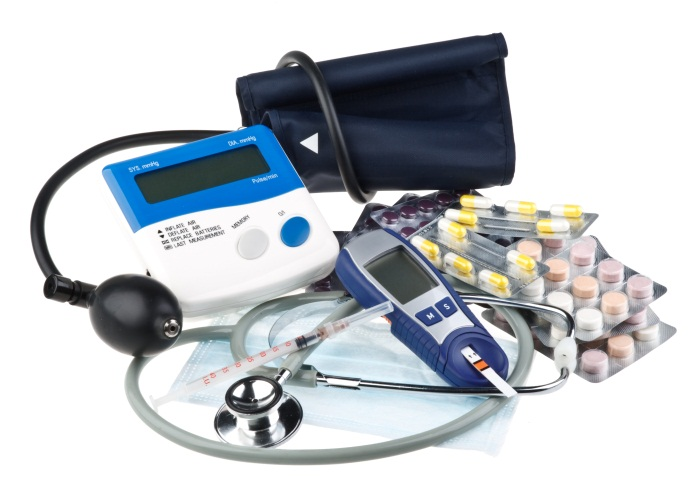 SYS. mmHg
DIA. mmHg
Pulse/min
INFLATE AIR
DEFLATE AIR
REPLACE BATTERIES
LAST MEASUREMENT
MEMORY
M
S